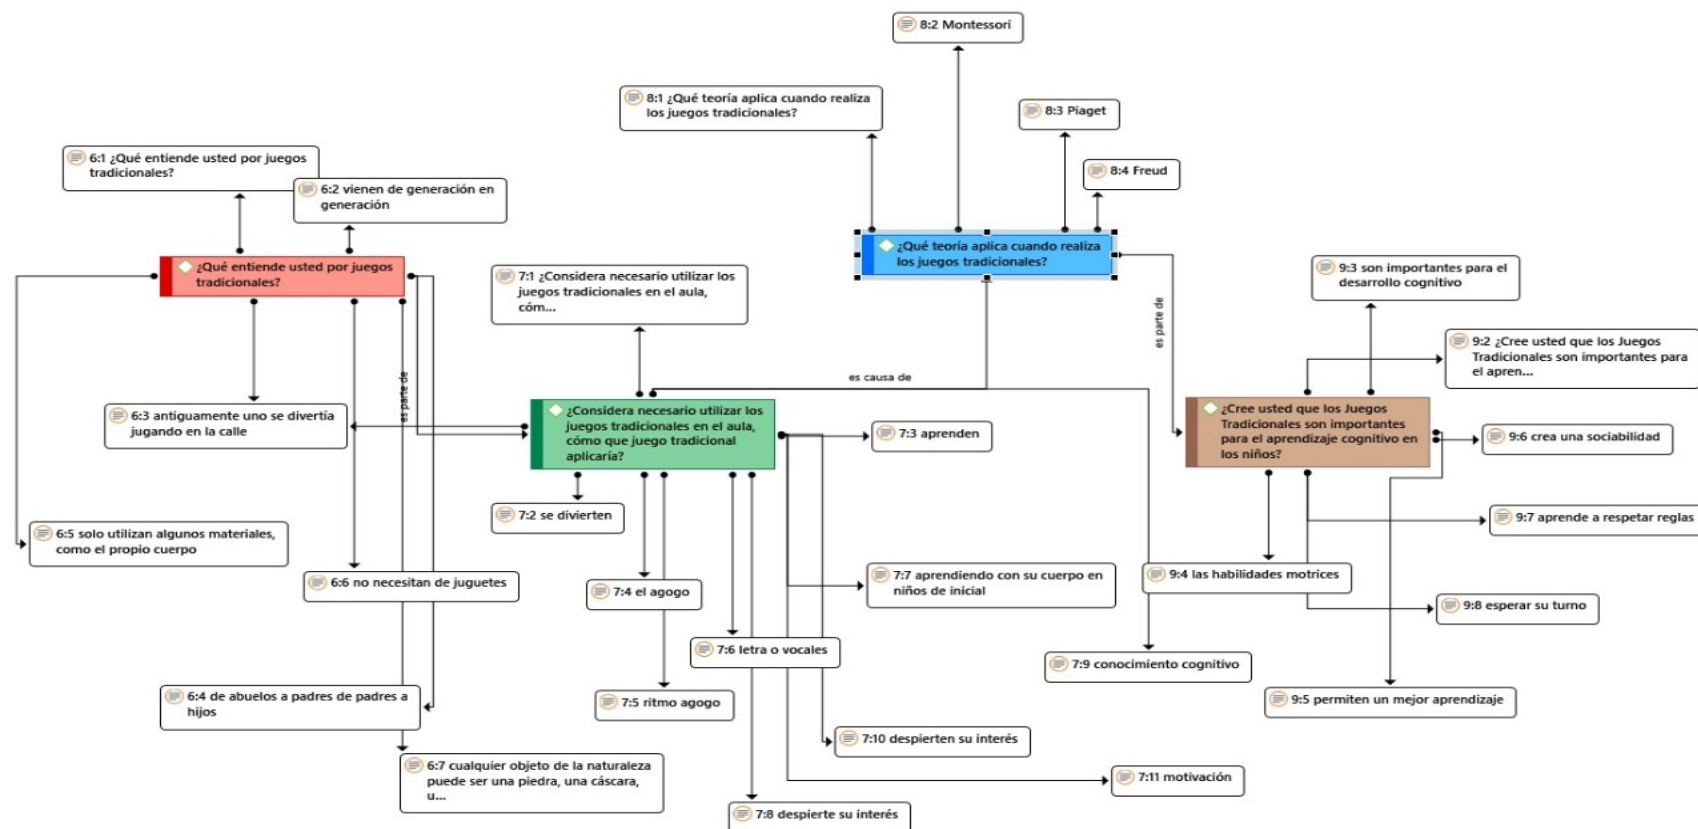 8:2 Montessori
8:1 ¿Qué teoría aplica cuando realiza
los juegos tradicionales?
8:3 Piaget
8:4 Freud
6:1 ¿Qué entiende usted por juegos
tradicionales?
6:2 vienen de generación en
generación
¿Qué teoría aplica cuando realiza
los juegos tradicionales?
¿Qué entiende usted por juegos
tradicionales?
7:1 ¿Considera necesario utilizar los
juegos tradicionales en el aula,
cóm...
9:3 son importantes para el
desarrollo cognitivo
es parte de
9:2 ¿Cree usted que los Juegos
Tradicionales son importantes para
el apren...
es causa de
es parte de
6:3 antiguamente uno se divertía
jugando en la calle
¿Considera necesario utilizar los
juegos tradicionales en el aula,
cómo que juego tradicional
aplicaría?
7:3 aprenden
¿Cree usted que los Juegos
Tradicionales son importantes
para el aprendizaje cognitivo en
los niños?
9:6 crea una sociabilidad
7:2 se divierten
9:7 aprende a respetar reglas
6:5 solo utilizan algunos materiales,
como el propio cuerpo
6:6 no necesitan de juguetes
7:4 el agogo
7:7 aprendiendo con su cuerpo en
niños de inicial
9:4 las habilidades motrices
9:8 esperar su turno
7:6 letra o vocales
7:9 conocimiento cognitivo
6:4 de abuelos a padres de padres a
hijos
7:5 ritmo agogo
9:5 permiten un mejor aprendizaje
7:10 despierten su interés
6:7 cualquier objeto de la naturaleza
puede ser una piedra, una cáscara,
u...
7:11 motivación
7:8 despierte su interés